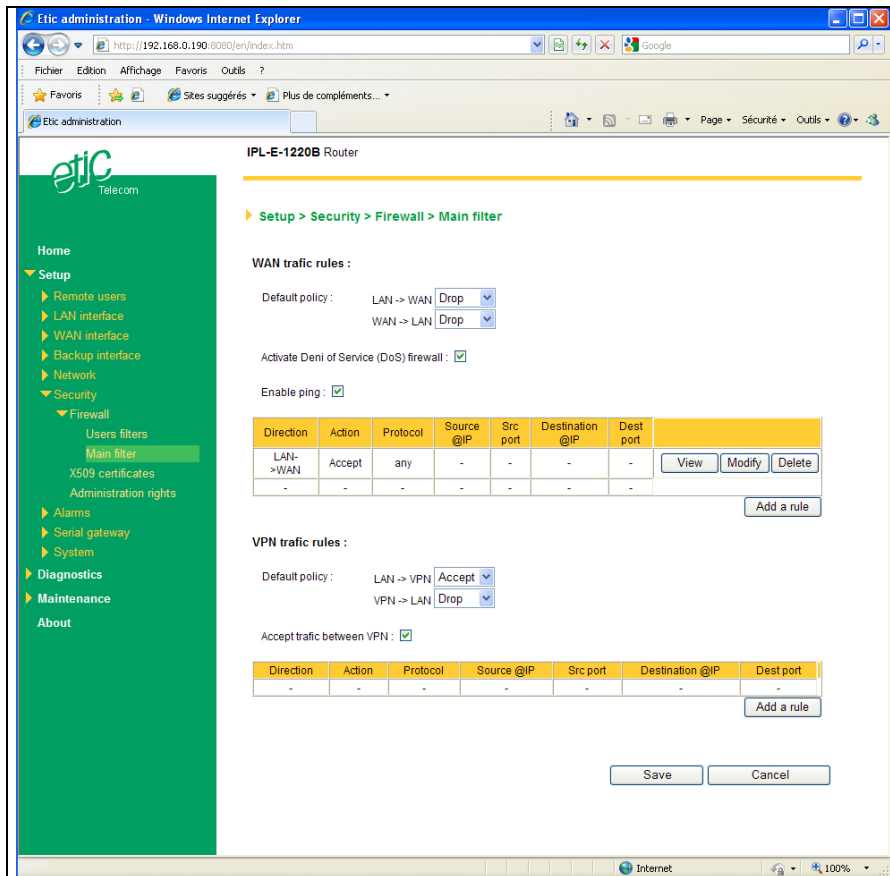 Etic administration - Windows Internet Explorer
http://192.168.0.190:8080/en/index.htm
Google
Fichier Edition Affichage Favoris Outils ?
Favoris Sites suggérés Plus de compléments...
Etic administration Page Sécurité Outils
etic
Telecom
IPL-E-1220B Router
Setup > Security > Firewall > Main filter
Home
Setup
Remote users
LAN interface
WAN interface
Backup interface
Network
Security
Firewall
Users filters
Main filter
X509 certificates
Administration rights
Alarms
Serial gateway
System
Diagnostics
Maintenance
About
WAN trafic rules :
Default policy : LAN -> WAN Drop
WAN -> LAN Drop
Activate Deni of Service (DoS) firewall :
Enable ping :
Direction Action Protocol Source @IP Src port Destination @IP Dest port
LAN->WAN Accept any - - - - View Modify Delete
- - - - - - -
Add a rule
VPN trafic rules :
Default policy : LAN -> VPN Accept
VPN -> LAN Drop
Accept trafic between VPN :
Direction Action Protocol Source @IP Src port Destination @IP Dest port
- - - - - - -
Add a rule
Save Cancel
Internet 100%